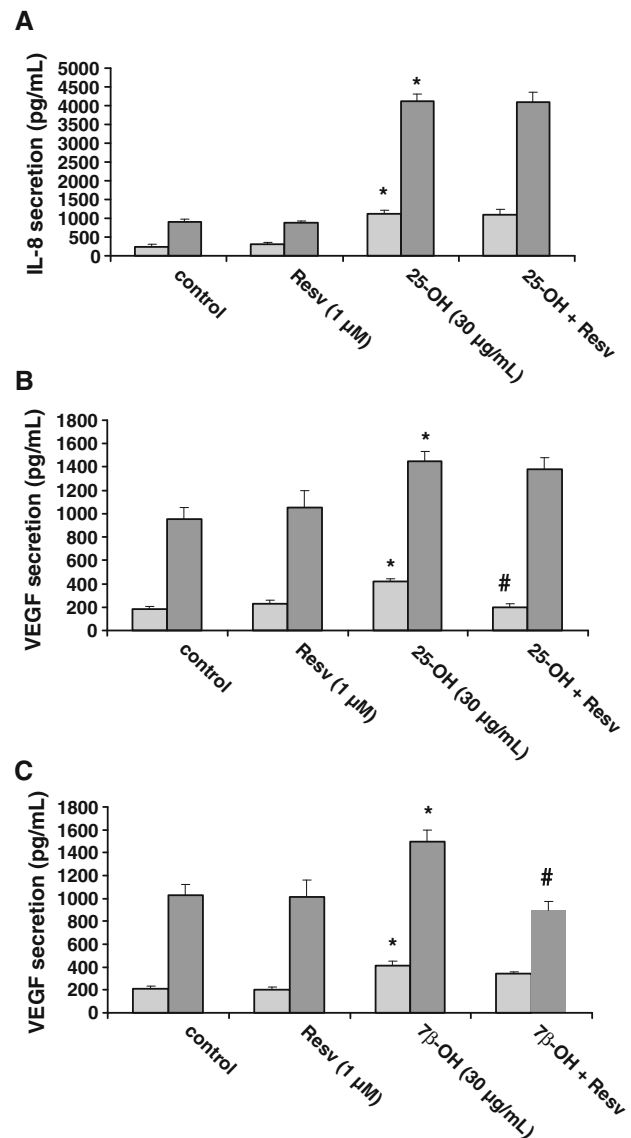 A
IL-8 secretion (pg/mL)
5000
4500
4000
3500
3000
2500
2000
1500
1000
500
0
*
*
control
Resv (1 µM)
25-OH (30 µg/mL)
25-OH + Resv
B
VEGF secretion (pg/mL)
1800
1600
1400
1200
1000
800
600
400
200
0
*
*
#
control
Resv (1 µM)
25-OH (30 µg/mL)
25-OH + Resv
C
VEGF secretion (pg/mL)
1800
1600
1400
1200
1000
800
600
400
200
0
*
*
#
control
Resv (1 µM)
7β-OH (30 µg/mL)
7β-OH + Resv